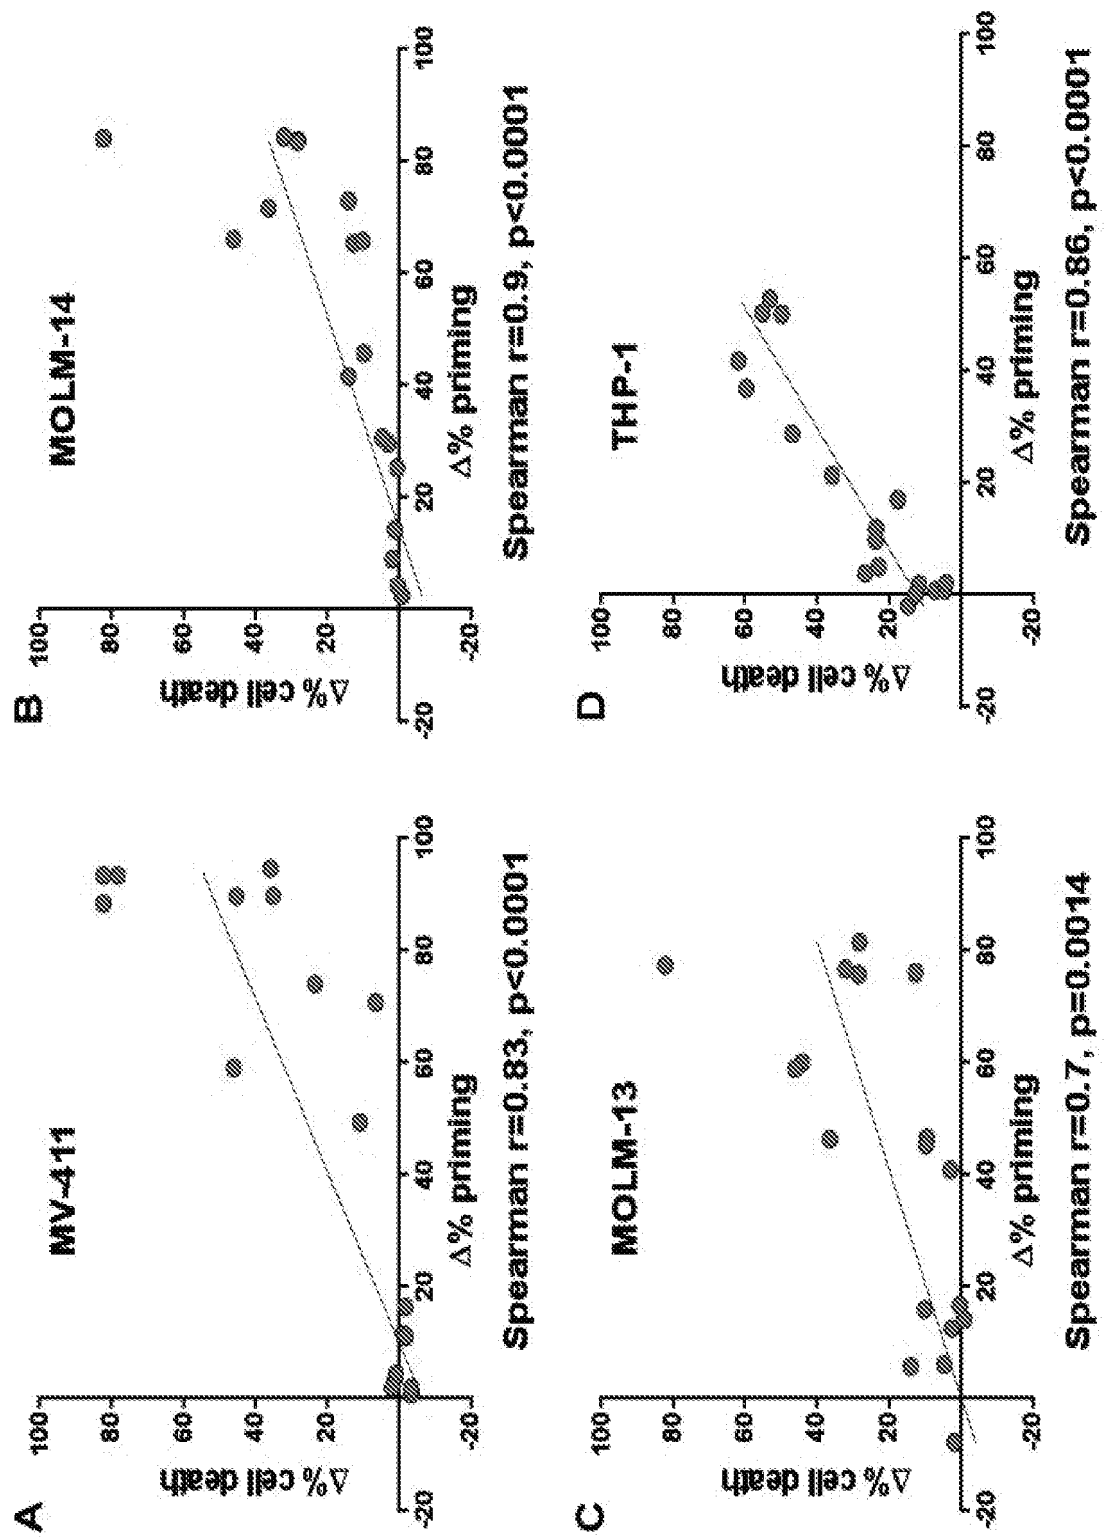 A
MV-411
100
80
60
40
20
-20
Δ% cell death
-20
20
40
60
80
100
Δ% priming
Spearman r=0.83, p<0.0001
B
MOLM-14
100
80
60
40
20
-20
Δ% cell death
-20
20
40
60
80
100
Δ% priming
Spearman r=0.9, p<0.0001
C
MOLM-13
100
80
60
40
20
-20
Δ% cell death
-20
20
40
60
80
100
Δ% priming
Spearman r=0.7, p=0.0014
D
THP-1
100
80
60
40
20
-20
Δ% cell death
-20
20
40
60
80
100
Δ% priming
Spearman r=0.86, p<0.0001